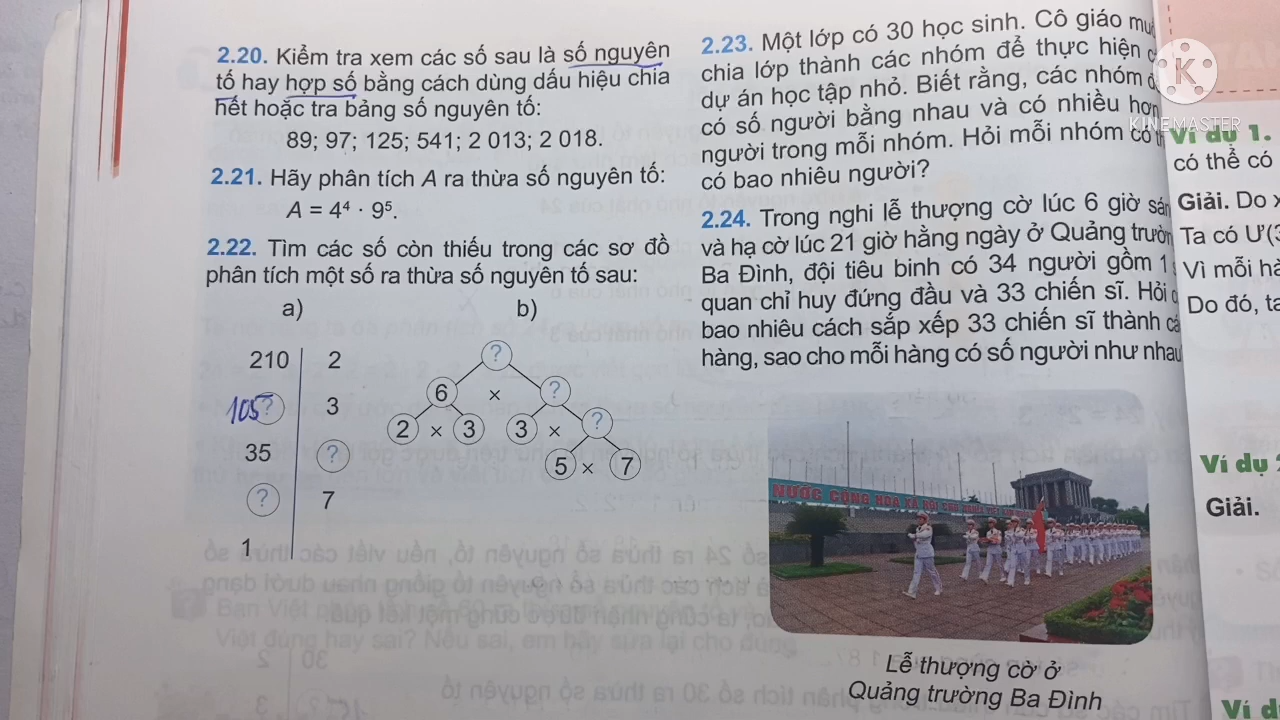 2.20. Kiểm tra xem các số sau là số nguyên
tố hay hợp số bằng cách dùng dấu hiệu chia
hết hoặc tra bảng số nguyên tố:
89; 97; 125; 541; 2 013; 2 018.
2.21. Hãy phân tích A ra thừa số nguyên tố:
A = 4⁴ · 9⁵.
2.22. Tìm các số còn thiếu trong các sơ đồ
phân tích một số ra thừa số nguyên tố sau:
a) b)
210 2
105 ? 3
35 ?
? 7
1
?
6 × ?
2 × 3 3 × ?
5 × 7
2.23. Một lớp có 30 học sinh. Cô giáo
chia lớp thành các nhóm để thực hiện
dự án học tập nhỏ. Biết rằng, các nhóm
có số người bằng nhau và có nhiều hơn
người trong mỗi nhóm. Hỏi mỗi nhóm có
có bao nhiêu người?
2.24. Trong nghi lễ thượng cờ lúc 6 giờ
và hạ cờ lúc 21 giờ hằng ngày ở Quảng
Ba Đình, đội tiêu binh có 34 người gồm 1
quan chỉ huy đứng đầu và 33 chiến sĩ. Hỏi
bao nhiêu cách sắp xếp 33 chiến sĩ thành
hàng, sao cho mỗi hàng có số người như nhau
NƯỚC CỘNG HÒA XÃ HỘI CHỦ NGHĨA VIỆT NAM
Lễ thượng cờ ở
Quảng trường Ba Đình
K
KINEMASTER
Ví dụ 1.
có thể có
Giải. Do x
Ta có Ư(3
Vì mỗi hà
Do đó, ta
Ví dụ 2
Giải.
Ví d